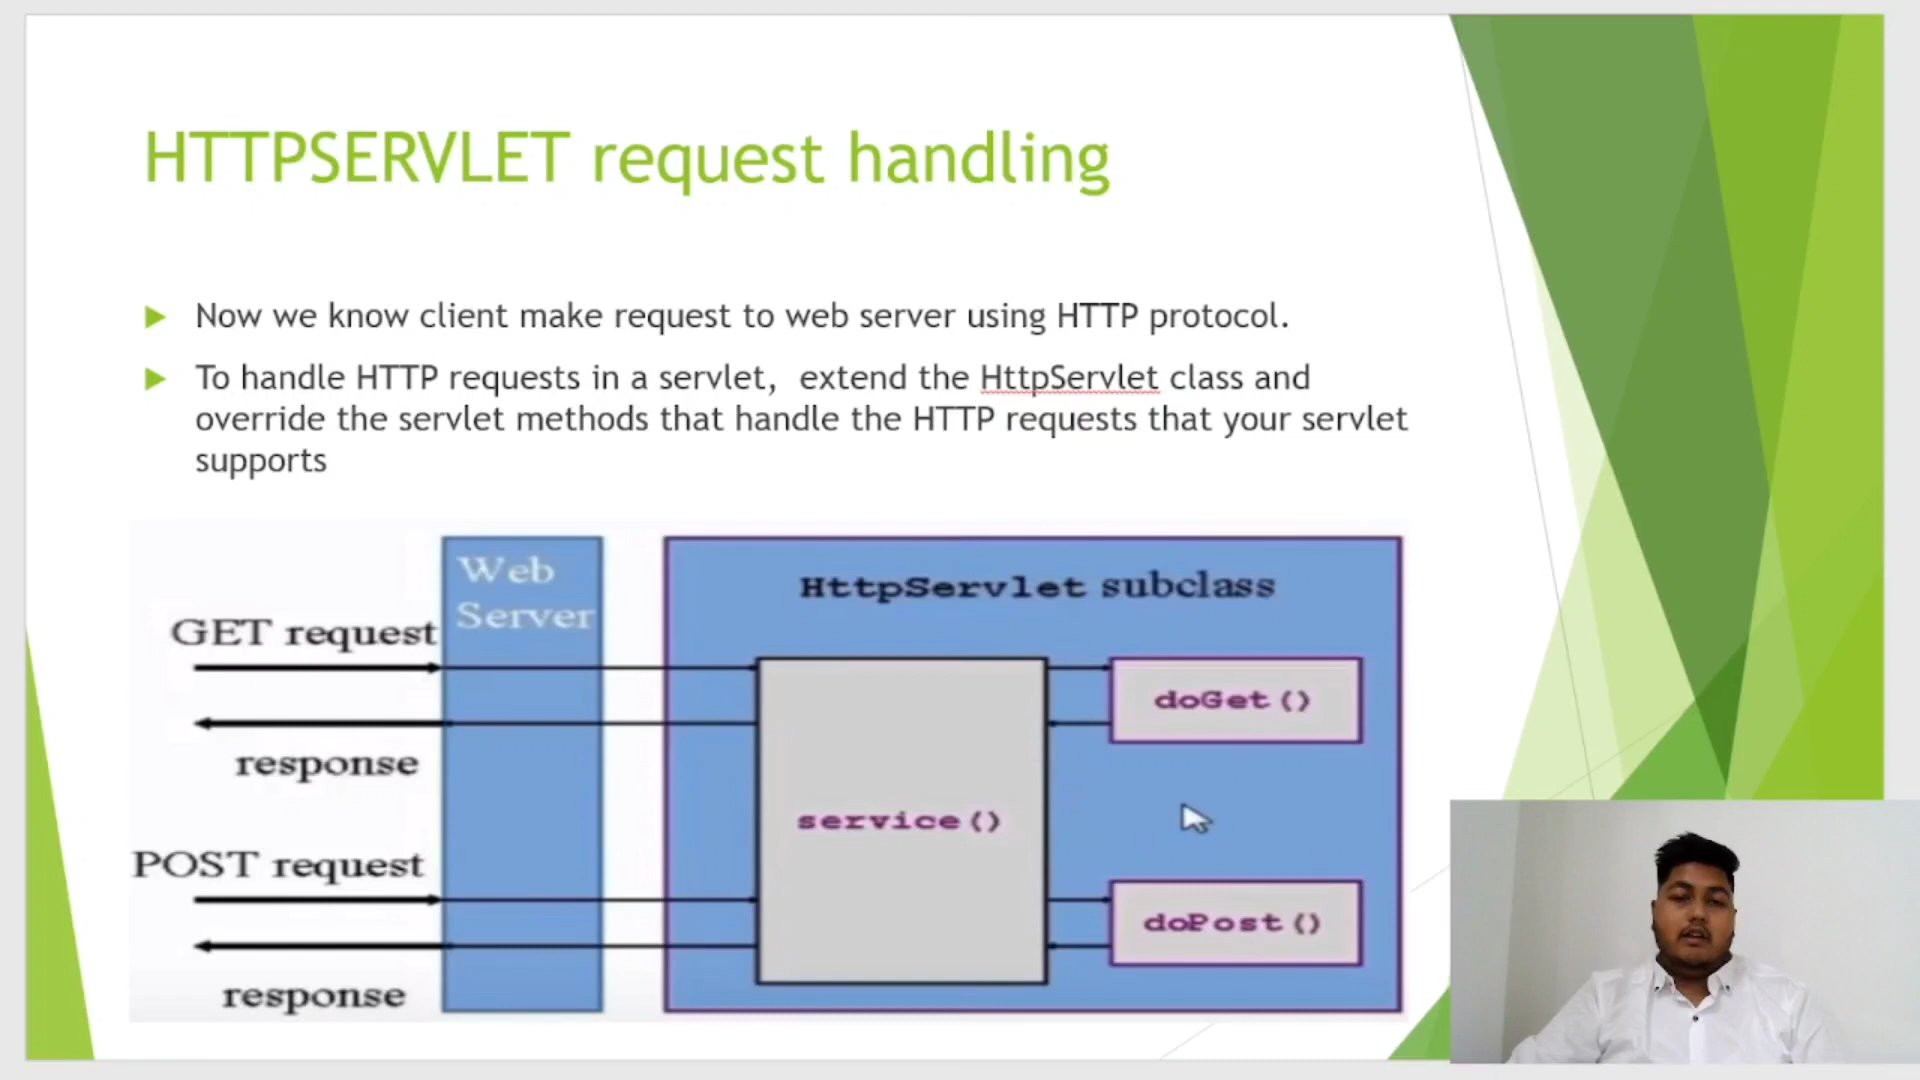 HTTPSERVLET request handling
Now we know client make request to web server using HTTP protocol.
To handle HTTP requests in a servlet, extend the HttpServlet class and
override the servlet methods that handle the HTTP requests that your servlet
supports
Web
Server
HttpServlet subclass
GET request
doGet()
response
service()
POST request
doPost()
response